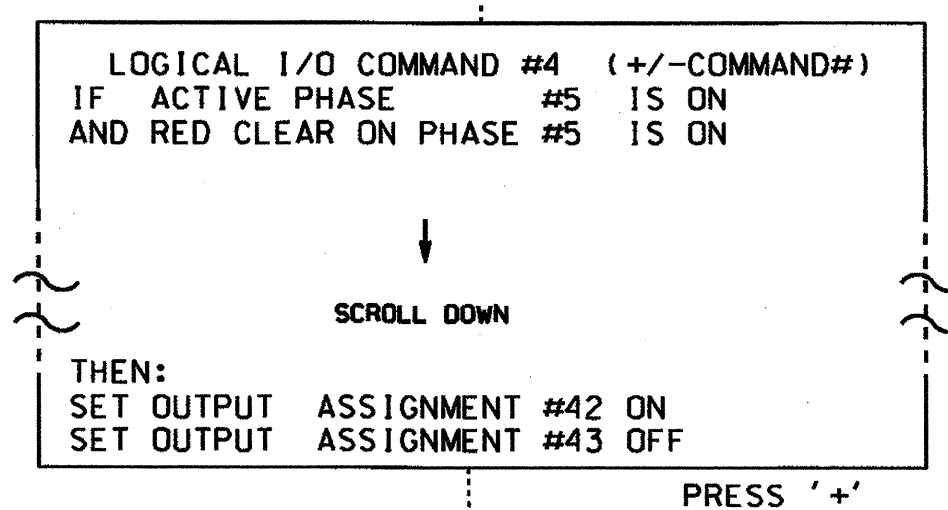 LOGICAL I/O COMMAND #4 (+/-COMMAND#)
IF ACTIVE PHASE #5 IS ON
AND RED CLEAR ON PHASE #5 IS ON
SCROLL DOWN
THEN:
SET OUTPUT ASSIGNMENT #42 ON
SET OUTPUT ASSIGNMENT #43 OFF
PRESS '+'